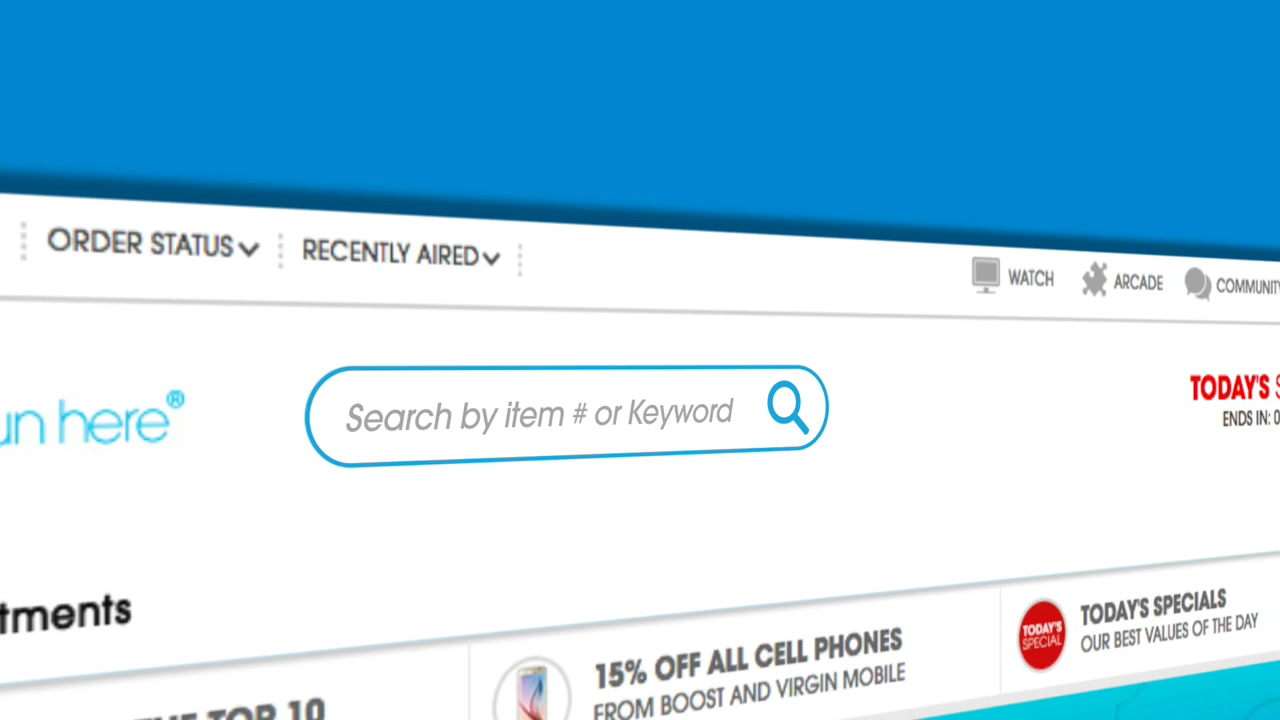 ORDER STATUS
RECENTLY AIRED
WATCH
ARCADE
COMMUNITY
un here®
Search by item # or Keyword
TODAY'S S
ENDS IN: 0
tments
THE TOP 10
15% OFF ALL CELL PHONES
FROM BOOST AND VIRGIN MOBILE
TODAY'S
SPECIAL
TODAY'S SPECIALS
OUR BEST VALUES OF THE DAY